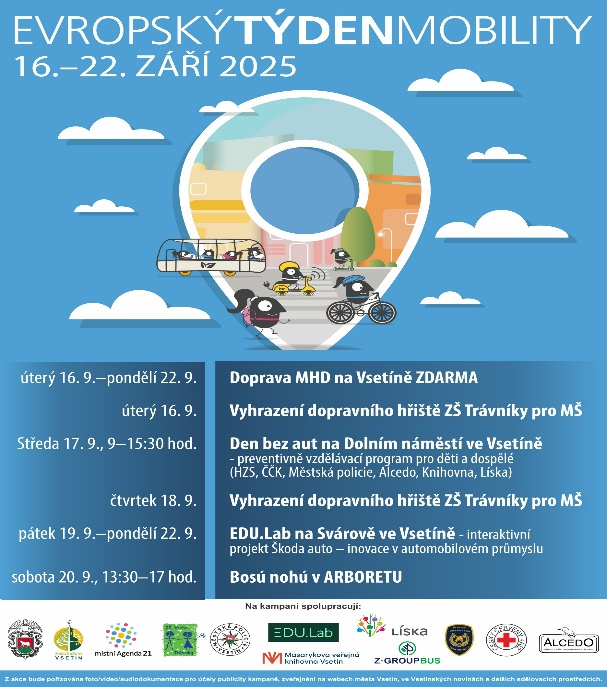 EVROPSKÝTÝDENMOBILITY
16.–22. ZÁŘÍ 2025
úterý 16. 9.–pondělí 22. 9.
Doprava MHD na Vsetíně ZDARMA
úterý 16. 9.
Vyhrazení dopravního hřiště ZŠ Trávníky pro MŠ
Středa 17. 9., 9–15:30 hod.
Den bez aut na Dolním náměstí ve Vsetíně
- preventivně vzdělávací program pro děti a dospělé
(HZS, ČČK, Městská policie, Alcedo, Knihovna, Líska)
čtvrtek 18. 9.
Vyhrazení dopravního hřiště ZŠ Trávníky pro MŠ
pátek 19. 9.–pondělí 22. 9.
EDU.Lab na Svárově ve Vsetíně - interaktivní
projekt Škoda auto – inovace v automobilovém průmyslu
sobota 20. 9., 13:30–17 hod.
Bosú nohú v ARBORETU
Na kampani spolupracují:
VSETÍN
místní Agenda 21
EDU.Lab
Masarykova veřejná
knihovna Vsetín
LÍSKA
Z-GROUPBUS
ALCEDO
Z akce bude pořizována foto/video/audiodokumentace pro účely publicity kampaně, zveřejnění na webech města Vsetín, ve Vsetínských novinách a dalších sdělovacích prostředcích.